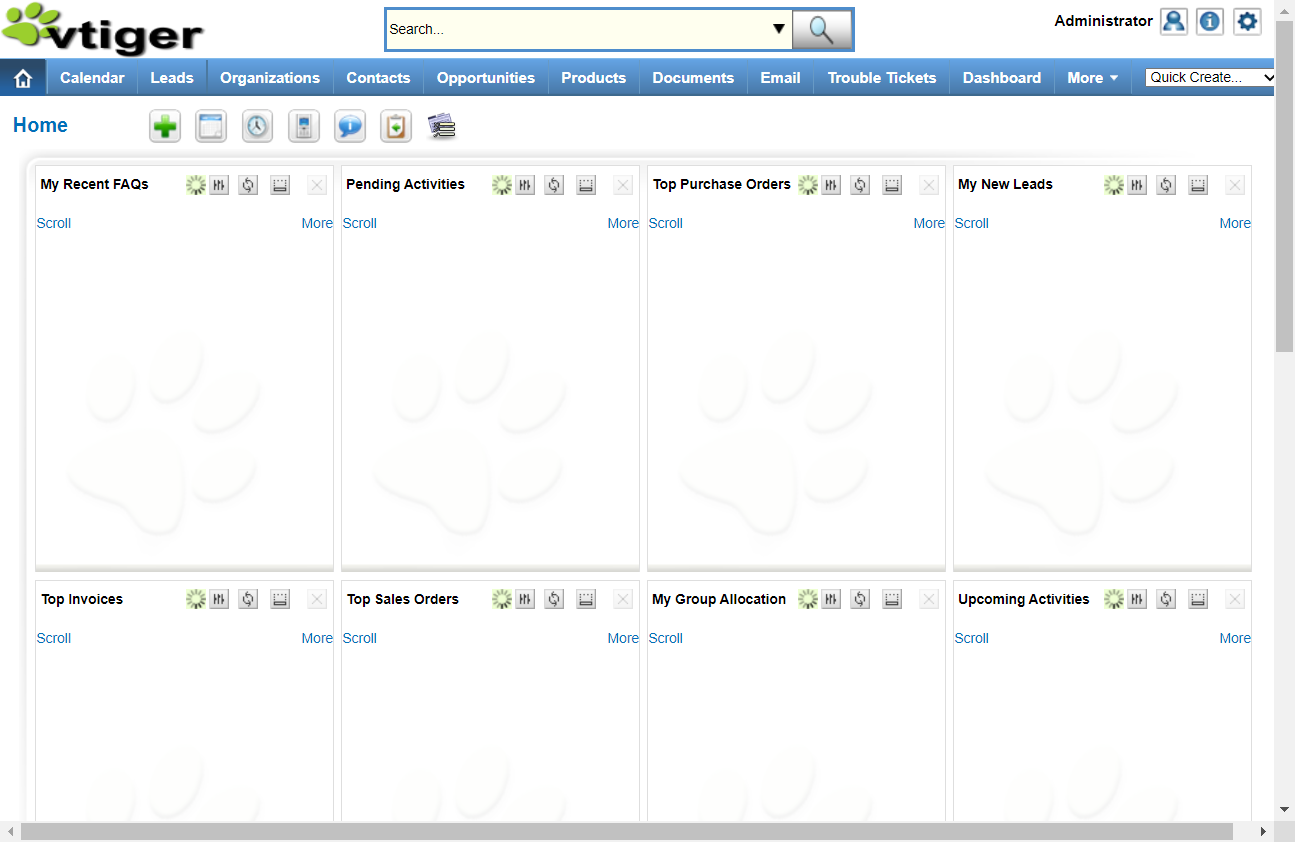 vtiger
Search...
Administrator
Calendar Leads Organizations Contacts Opportunities Products Documents Email Trouble Tickets Dashboard More Quick Create...
Home
My Recent FAQs Pending Activities Top Purchase Orders My New Leads
Scroll More Scroll More Scroll More Scroll More
Top Invoices Top Sales Orders My Group Allocation Upcoming Activities
Scroll More Scroll More Scroll Scroll More